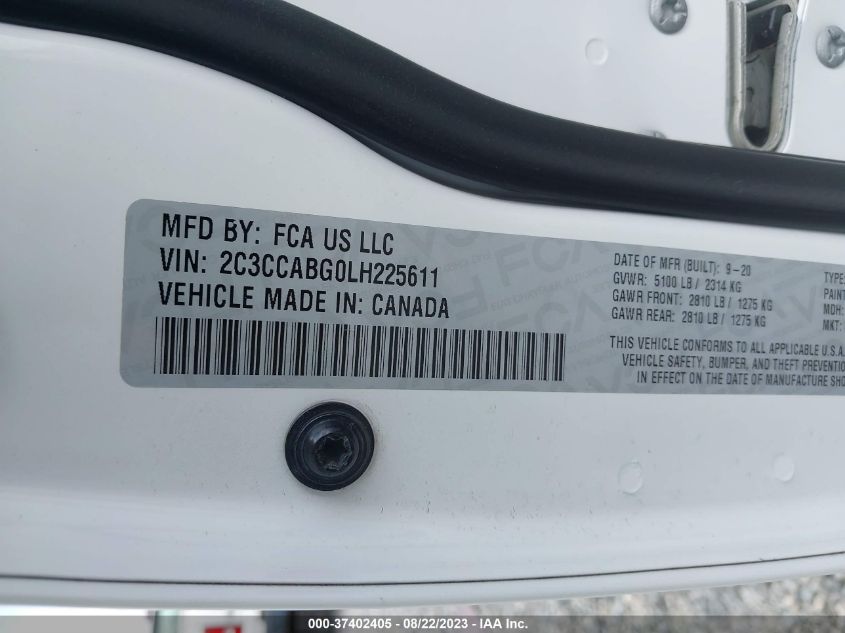 MFD BY: FCA US LLC
VIN: 2C3CCABG0LH225611
VEHICLE MADE IN: CANADA
DATE OF MFR (BUILT): 9-20
GVWR: 5100 LB / 2314 KG
GAWR FRONT: 2810 LB / 1275 KG
GAWR REAR: 2810 LB / 1275 KG
THIS VEHICLE CONFORMS TO ALL APPLICABLE U.S.A.
VEHICLE SAFETY, BUMPER, AND THEFT PREVENTIO
IN EFFECT ON THE DATE OF MANUFACTURE SHO
TYPE:
PAINT
MDH:
MKT:
000-37402405 - 08/22/2023 - IAA Inc.